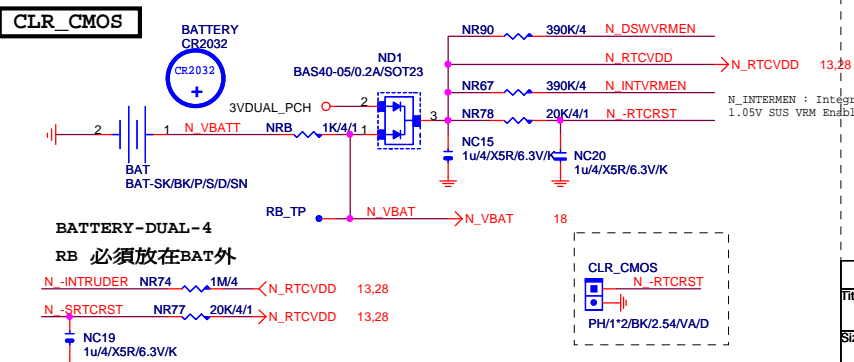 CLR_CMOS
BATTERY
CR2032
CR2032
+
ND1
BAS40-05/0.2A/SOT23
3VDUAL_PCH
2
1
3
2
1
N_VBATT
NRB
1K/4/1
BAT
BAT-SK/BK/P/S/D/SN
NR90
390K/4
N_DSWVRMEN
N_RTCVDD
N_RTCVDD
13,28
NR67
390K/4
N_INTVRMEN
NR78
20K/4/1
N_-RTCRST
N_INTERMEN : Integr
1.05V SUS VRM Enabl
NC15
1u/4/X5R/6.3V/K
NC20
1u/4/X5R/6.3V/K
RB_TP
N_VBAT
N_VBAT
18
BATTERY-DUAL-4
RB 必須放在BAT外
N_-INTRUDER
NR74
1M/4
N_RTCVDD
13,28
N_-SRTCRST
NR77
20K/4/1
N_RTCVDD
13,28
NC19
1u/4/X5R/6.3V/K
CLR_CMOS
N_-RTCRST
PH/1*2/BK/2.54/VA/D
Tit
Siz